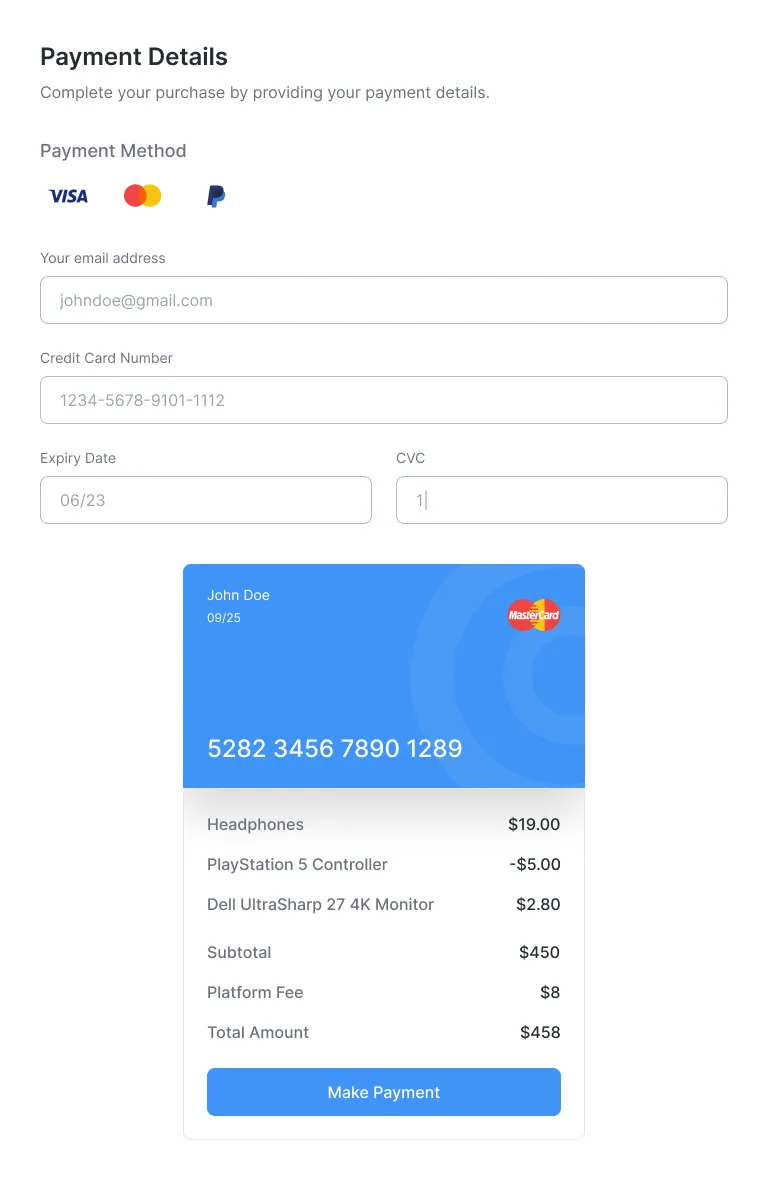 Payment Details
Complete your purchase by providing your payment details.
Payment Method
VISA
Your email address
johndoe@gmail.com
Credit Card Number
1234-5678-9101-1112
Expiry Date CVC
06/23 1
John Doe
09/25
MasterCard
5282 3456 7890 1289
Headphones $19.00
PlayStation 5 Controller -$5.00
Dell UltraSharp 27 4K Monitor $2.80
Subtotal $450
Platform Fee $8
Total Amount $458
Make Payment